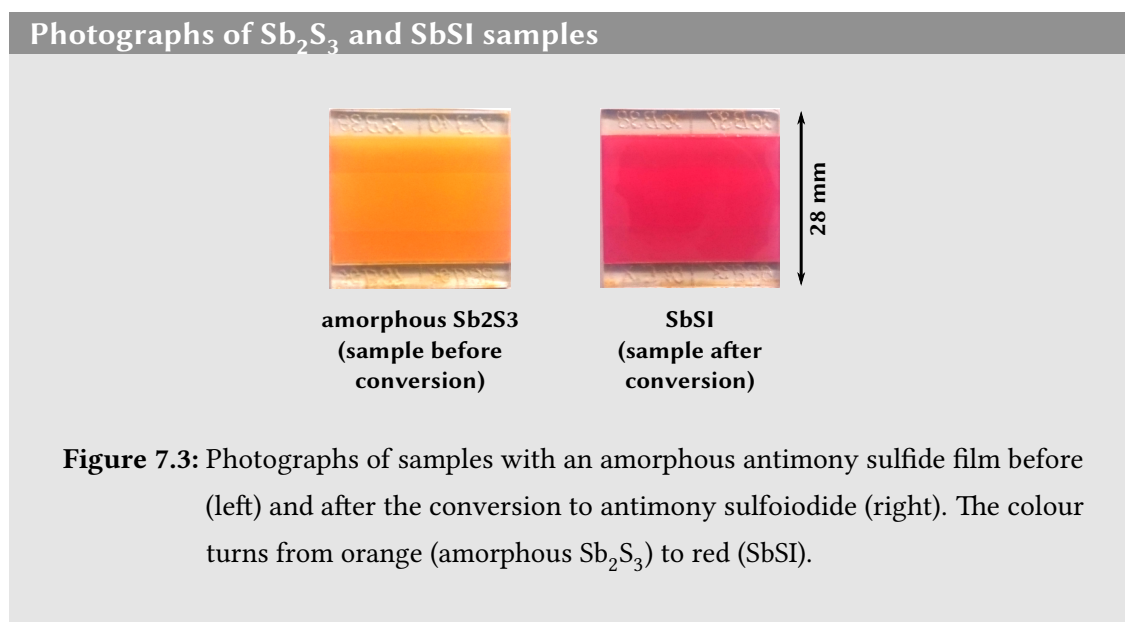 Photographs of Sb₂S₃ and SbSI samples
28 mm
amorphous Sb2S3
(sample before
conversion)
SbSI
(sample after
conversion)
Figure 7.3: Photographs of samples with an amorphous antimony sulfide film before
(left) and after the conversion to antimony sulfoiodide (right). The colour
turns from orange (amorphous Sb₂S₃) to red (SbSI).